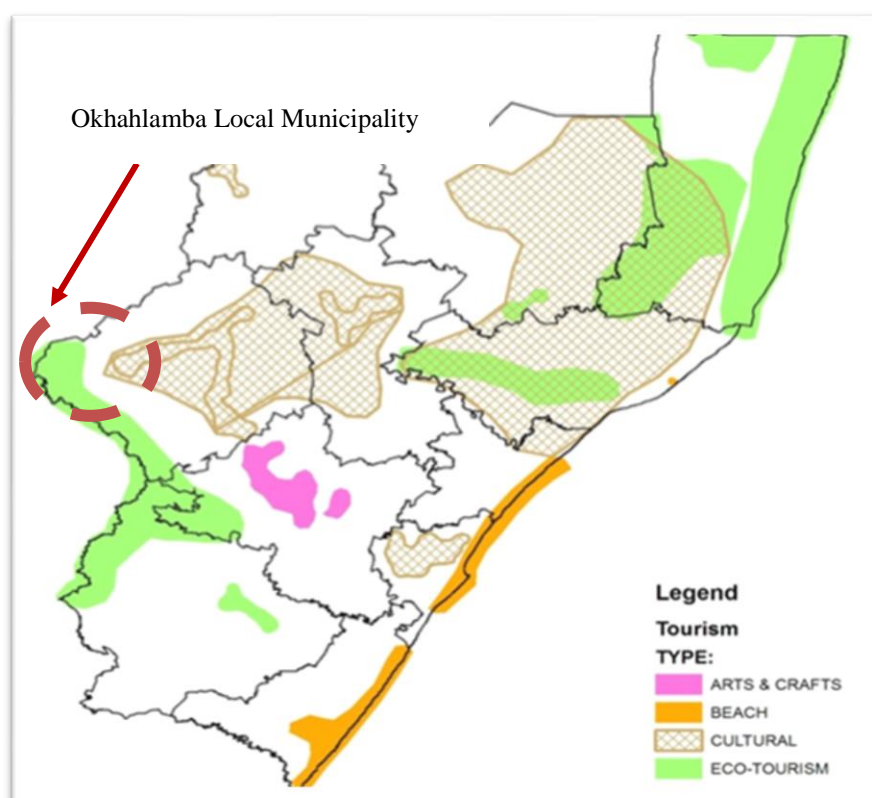 Okhahlamba Local Municipality
Legend
Tourism
TYPE:
ARTS & CRAFTS
BEACH
CULTURAL
ECO-TOURISM